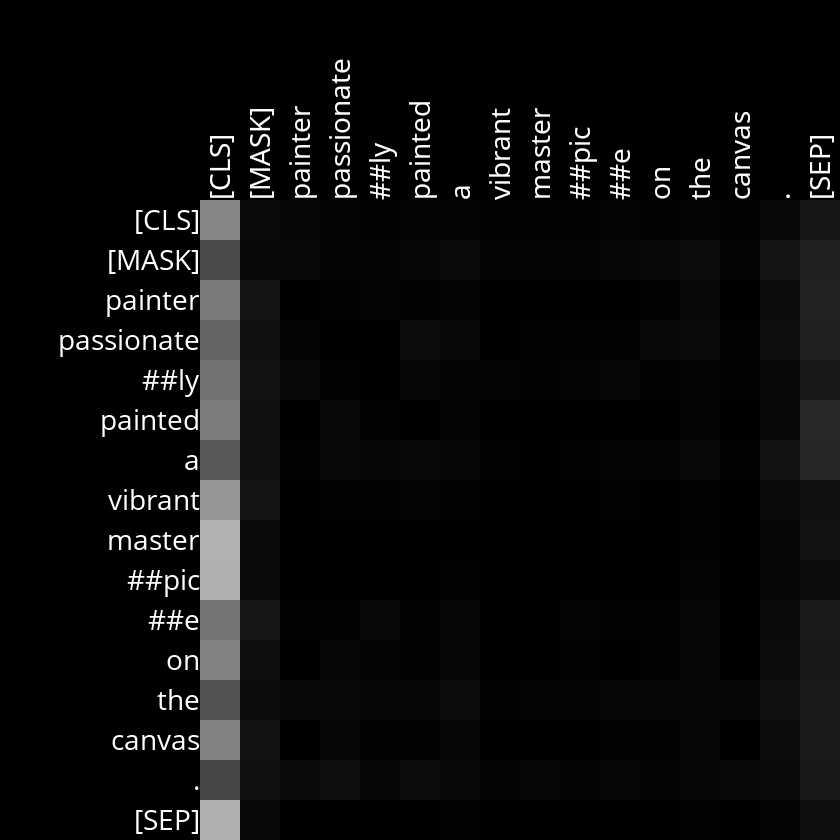 [CLS] [MASK] painter passionate ##ly painted a vibrant master ##pic ##e on the canvas . [SEP]
[CLS]
[MASK]
painter
passionate
##ly
painted
a
vibrant
master
##pic
##e
on
the
canvas
.
[SEP]